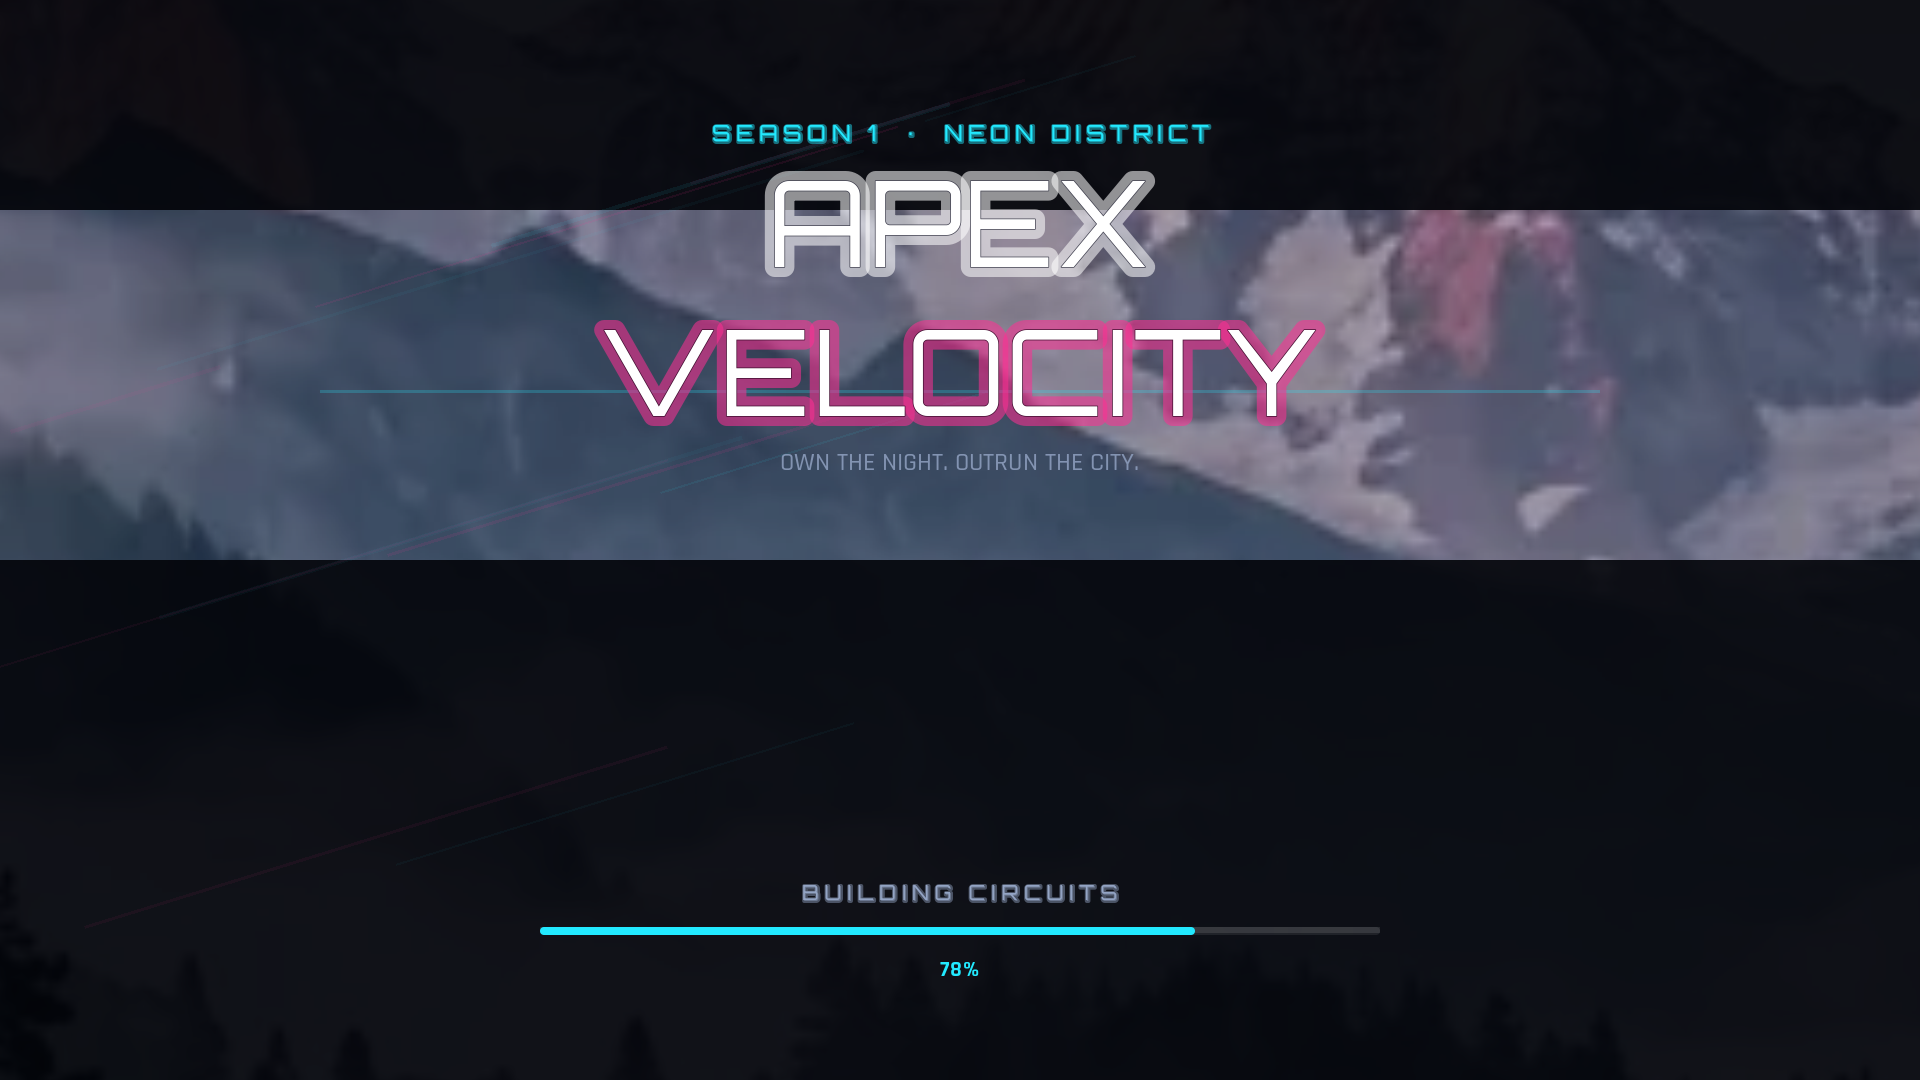 SEASON 1 · NEON DISTRICT
APEX
VELOCITY
OWN THE NIGHT. OUTRUN THE CITY.
BUILDING CIRCUITS
78%